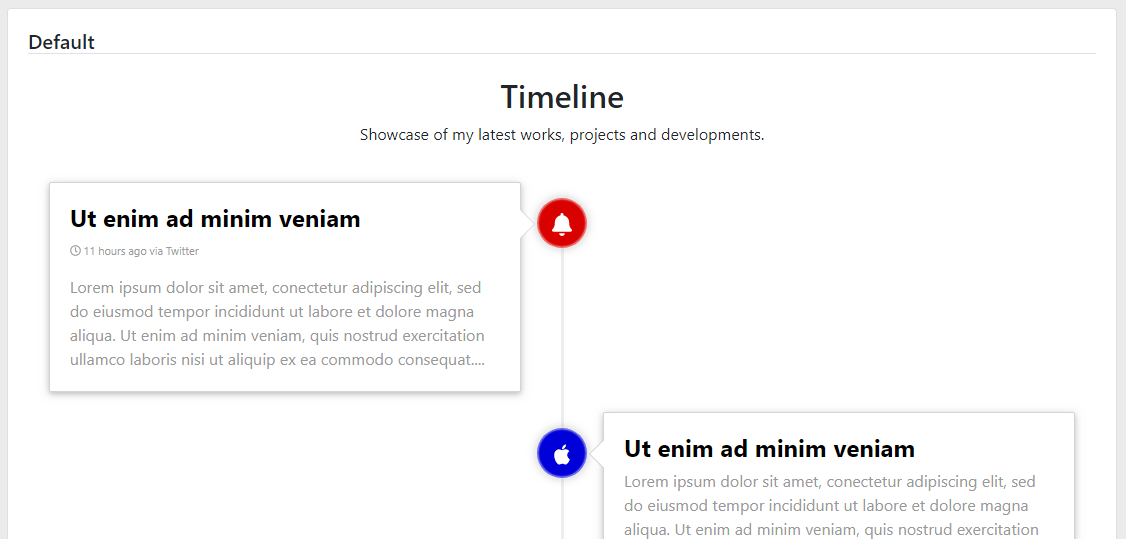 Default
Timeline
Showcase of my latest works, projects and developments.
Ut enim ad minim veniam
11 hours ago via Twitter
Lorem ipsum dolor sit amet, conectetur adipiscing elit, sed
do eiusmod tempor incididunt ut labore et dolore magna
aliqua. Ut enim ad minim veniam, quis nostrud exercitation
ullamco laboris nisi ut aliquip ex ea commodo consequat....
Ut enim ad minim veniam
Lorem ipsum dolor sit amet, conectetur adipiscing elit, sed
do eiusmod tempor incididunt ut labore et dolore magna
aliqua. Ut enim ad minim veniam, quis nostrud exercitation